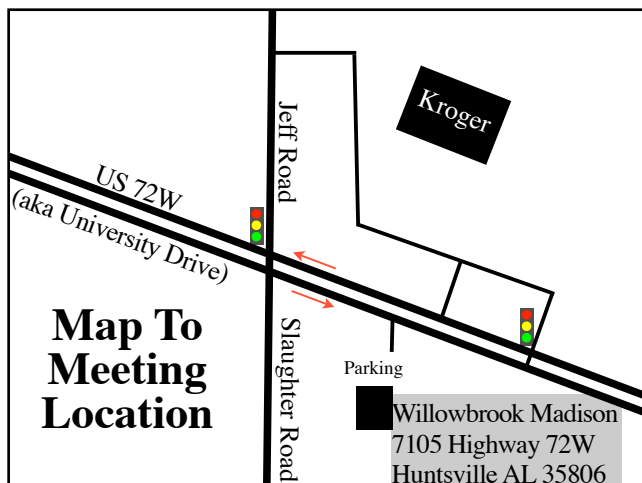 Kroger
Jeff Road
US 72W
(aka University Drive)
Map To
Meeting
Location
Slaughter Road
Parking
Willowbrook Madison
7105 Highway 72W
Huntsville AL 35806